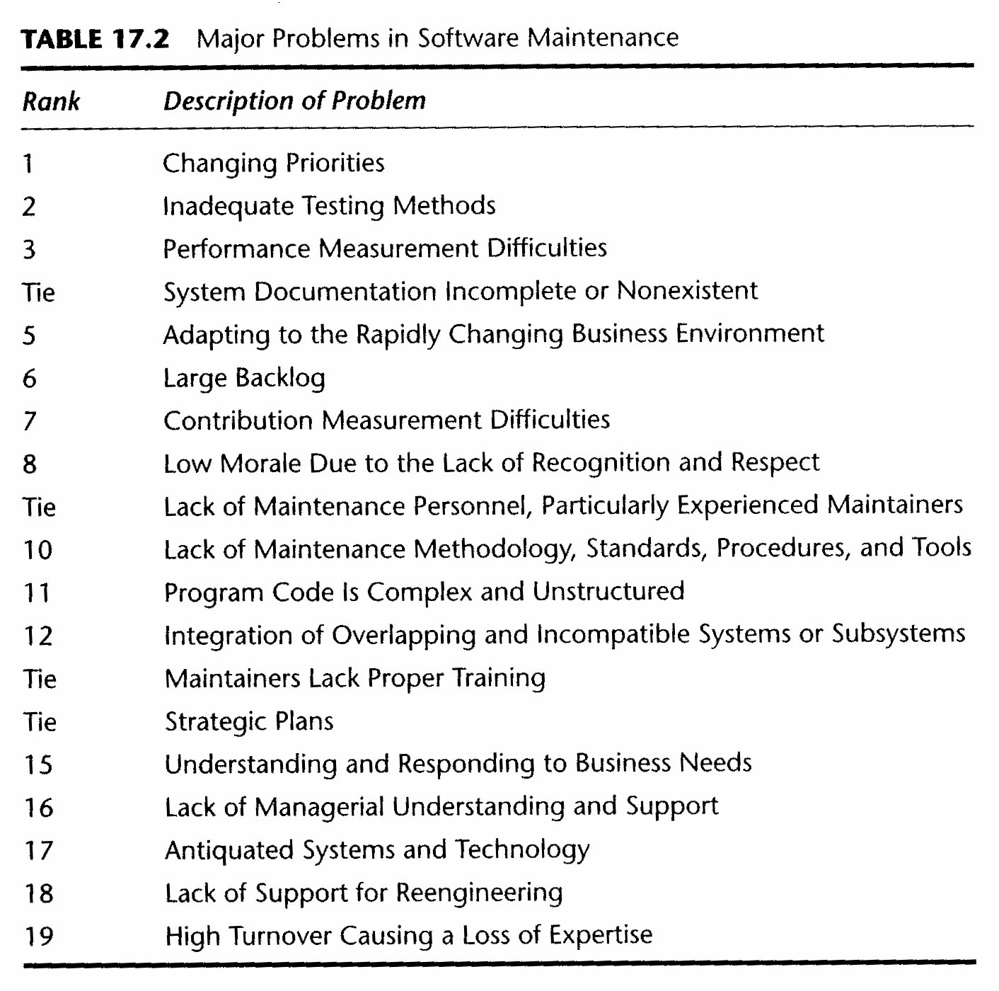 TABLE 17.2 Major Problems in Software Maintenance
Rank Description of Problem
1 Changing Priorities
2 Inadequate Testing Methods
3 Performance Measurement Difficulties
Tie System Documentation Incomplete or Nonexistent
5 Adapting to the Rapidly Changing Business Environment
6 Large Backlog
7 Contribution Measurement Difficulties
8 Low Morale Due to the Lack of Recognition and Respect
Tie Lack of Maintenance Personnel, Particularly Experienced Maintainers
10 Lack of Maintenance Methodology, Standards, Procedures, and Tools
11 Program Code Is Complex and Unstructured
12 Integration of Overlapping and Incompatible Systems or Subsystems
Tie Maintainers Lack Proper Training
Tie Strategic Plans
15 Understanding and Responding to Business Needs
16 Lack of Managerial Understanding and Support
17 Antiquated Systems and Technology
18 Lack of Support for Reengineering
19 High Turnover Causing a Loss of Expertise